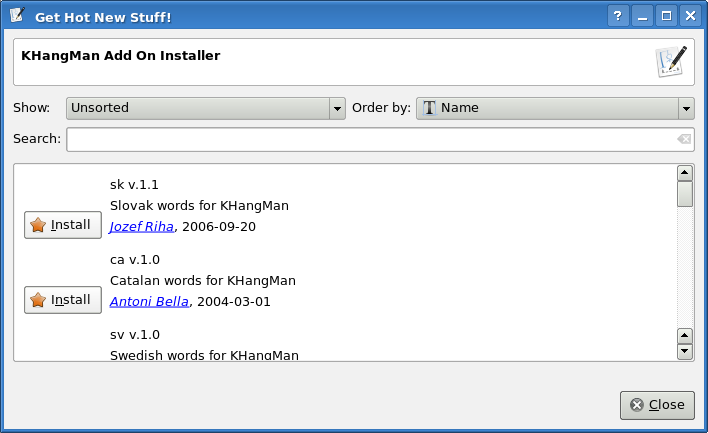 Get Hot New Stuff!
KHangMan Add On Installer
Show: Unsorted Order by: Name
Search:
sk v.1.1
Slovak words for KHangMan
Install
Jozef Riha, 2006-09-20
ca v.1.0
Catalan words for KHangMan
Install
Antoni Bella, 2004-03-01
sv v.1.0
Swedish words for KHangMan
Close